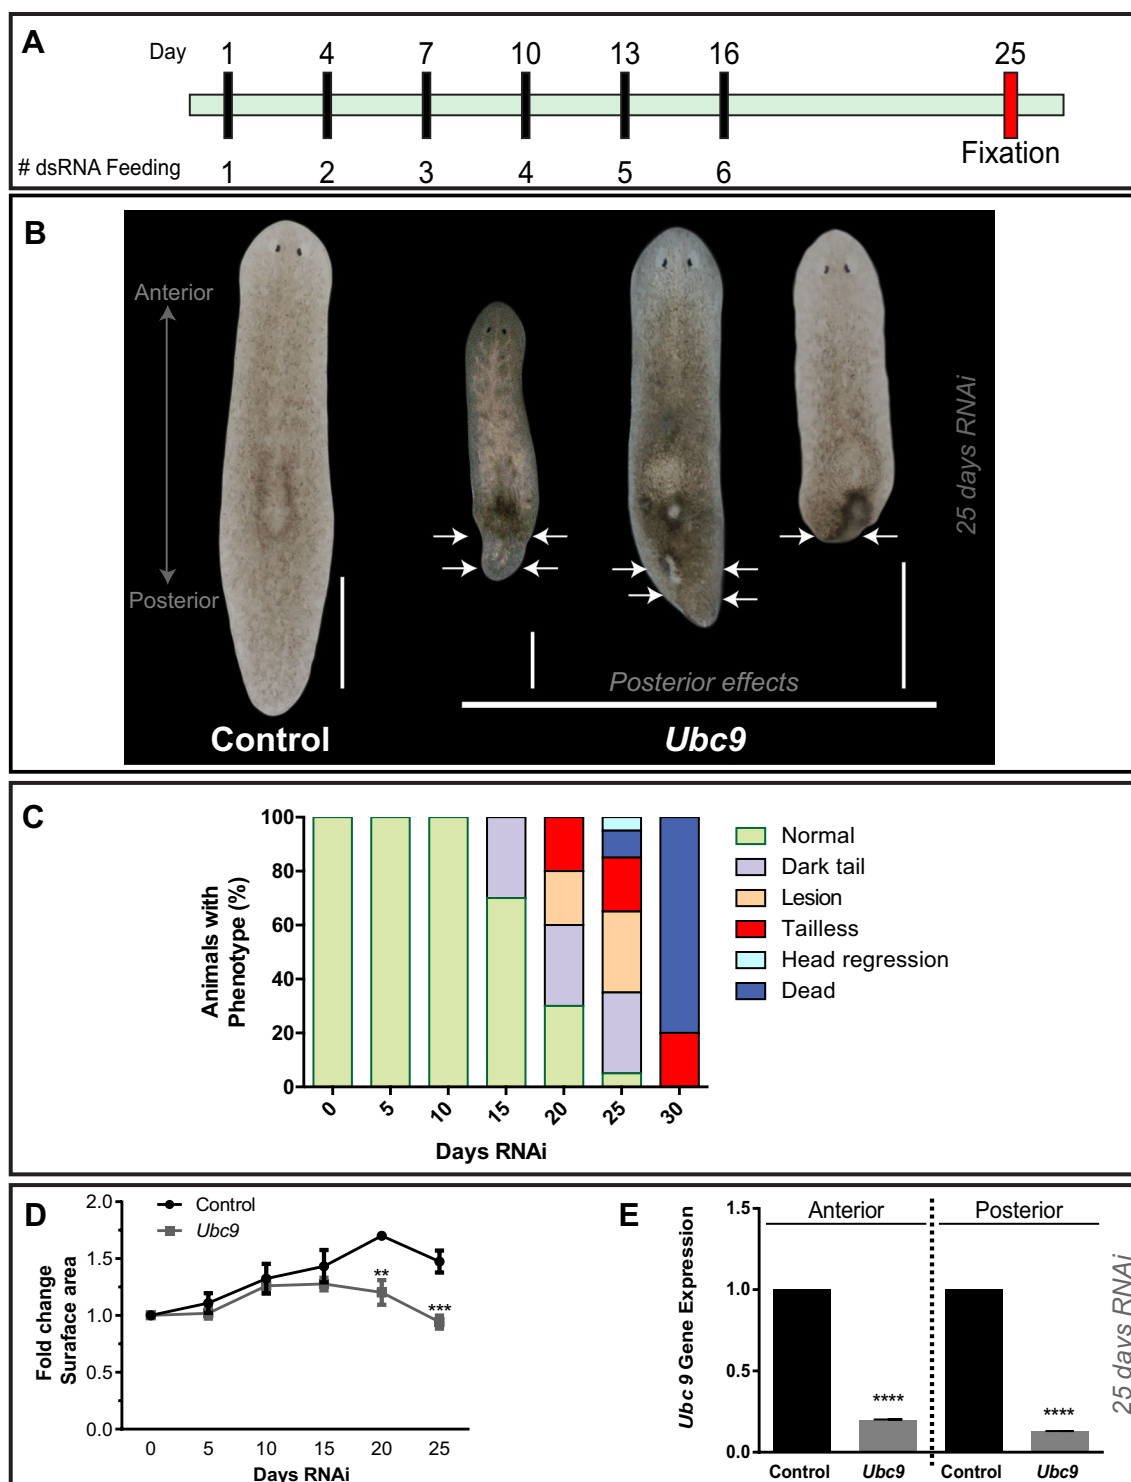 A
Day 1 4 7 10 13 16 25
Fixation
# dsRNA Feeding 1 2 3 4 5 6
B
Anterior
Posterior
25 days RNAi
Posterior effects
Control
Ubc9
C
Animals with
Phenotype (%)
100
80
60
40
20
0
0 5 10 15 20 25 30
Days RNAi
Normal
Dark tail
Lesion
Tailless
Head regression
Dead
D
Control
Ubc9
Fold change
Suraface area
2.0
1.5
1.0
0.5
0.0
**
***
0 5 10 15 20 25
Days RNAi
E
Ubc9 Gene Expression
1.5
1.0
0.5
0.0
Anterior Posterior
**** ****
Control Ubc9 Control Ubc9
25 days RNAi